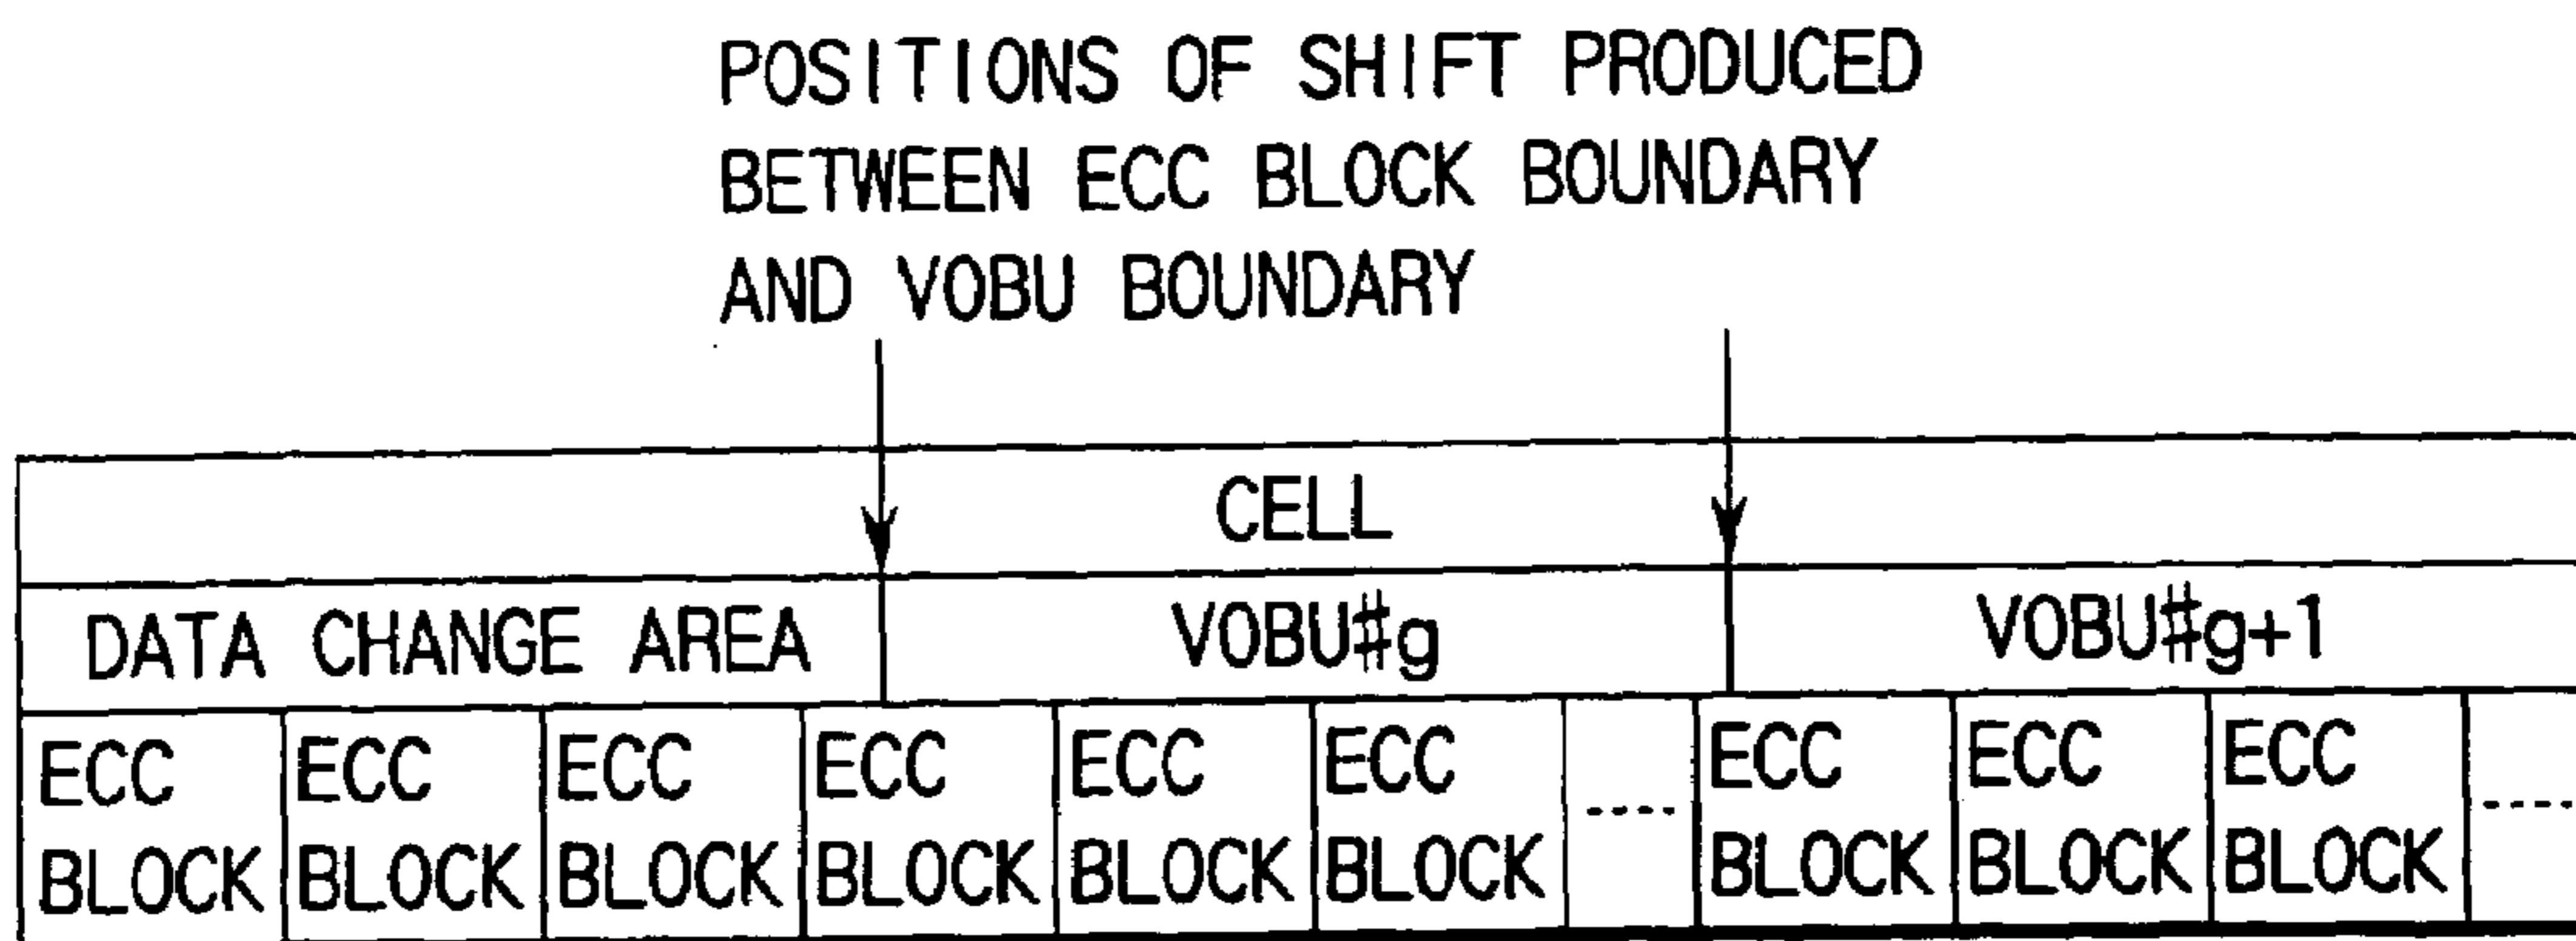 POSITIONS OF SHIFT PRODUCED
BETWEEN ECC BLOCK BOUNDARY
AND VOBU BOUNDARY
CELL
DATA CHANGE AREA VOBU#g VOBU#g+1
ECC ECC ECC ECC ECC ECC ECC ECC ECC
BLOCK BLOCK BLOCK BLOCK BLOCK BLOCK BLOCK BLOCK BLOCK